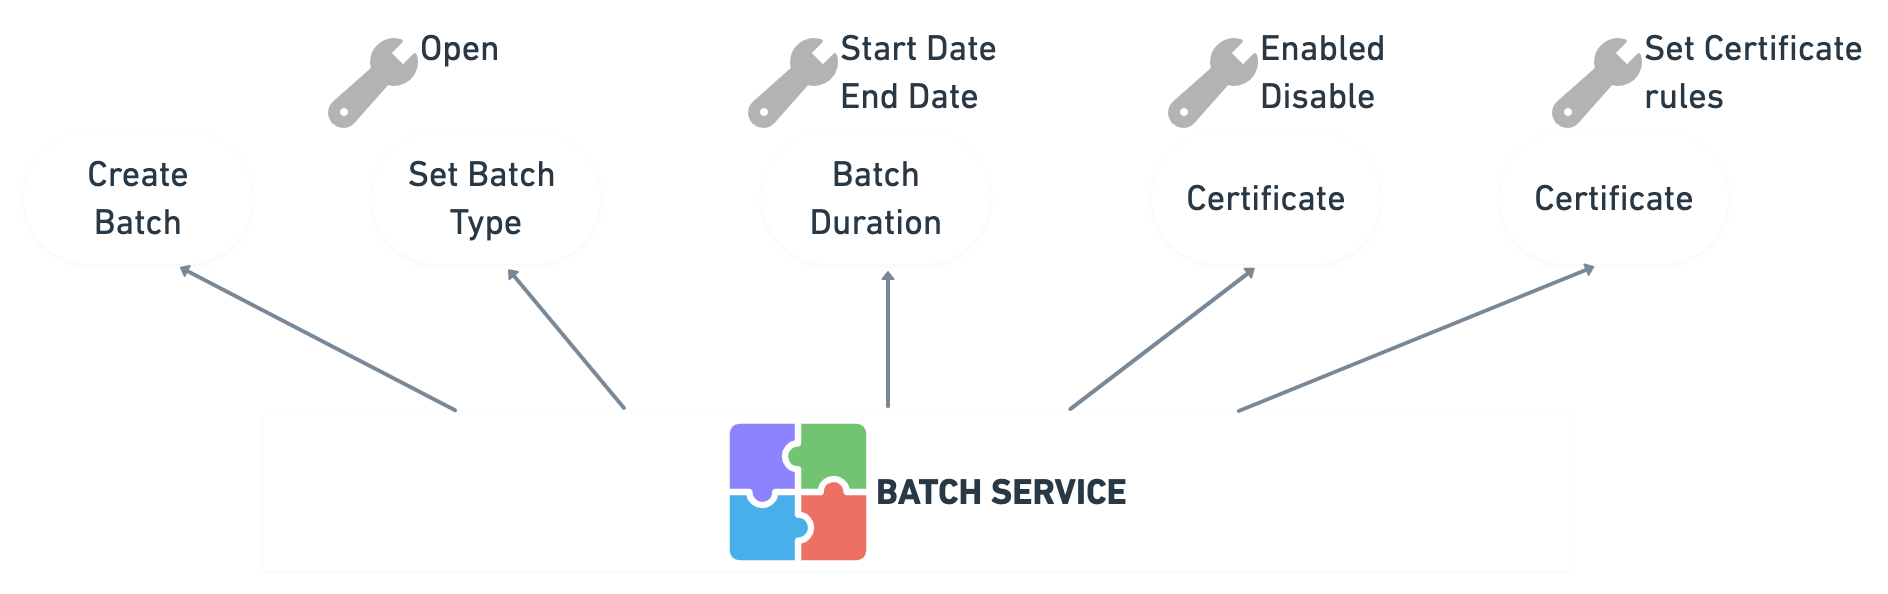 Open
Start Date
End Date
Enabled
Disable
Set Certificate
rules
Create
Batch
Set Batch
Type
Batch
Duration
Certificate
Certificate
BATCH SERVICE